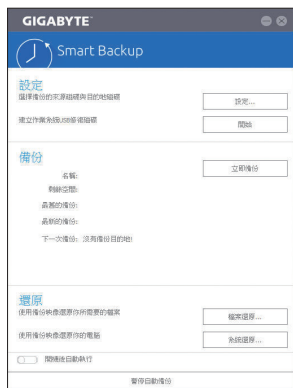 GIGABYTE™
Smart Backup
設定
選擇備份的來源磁碟與目的地磁碟
設定...
建立作業系統USB修復磁碟
開始
備份
立即備份
名稱:
剩餘空間:
最舊的備份:
最新的備份:
下一次備份: 沒有備份目的地!
還原
使用備份映像還原你所需要的檔案
檔案還原...
使用備份映像還原你的電腦
系統還原...
開機後自動執行
暫停自動備份